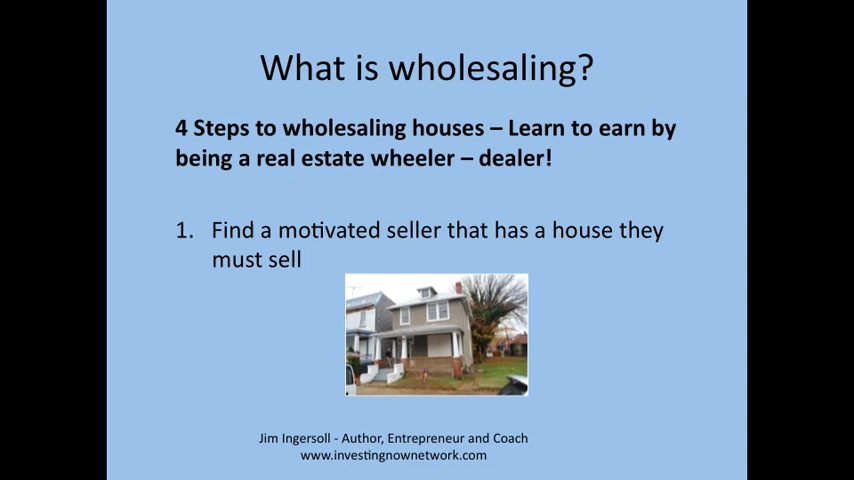 What is wholesaling?
4 Steps to wholesaling houses – Learn to earn by
being a real estate wheeler – dealer!
1. Find a motivated seller that has a house they
must sell
Jim Ingersoll - Author, Entrepreneur and Coach
www.investingnownetwork.com